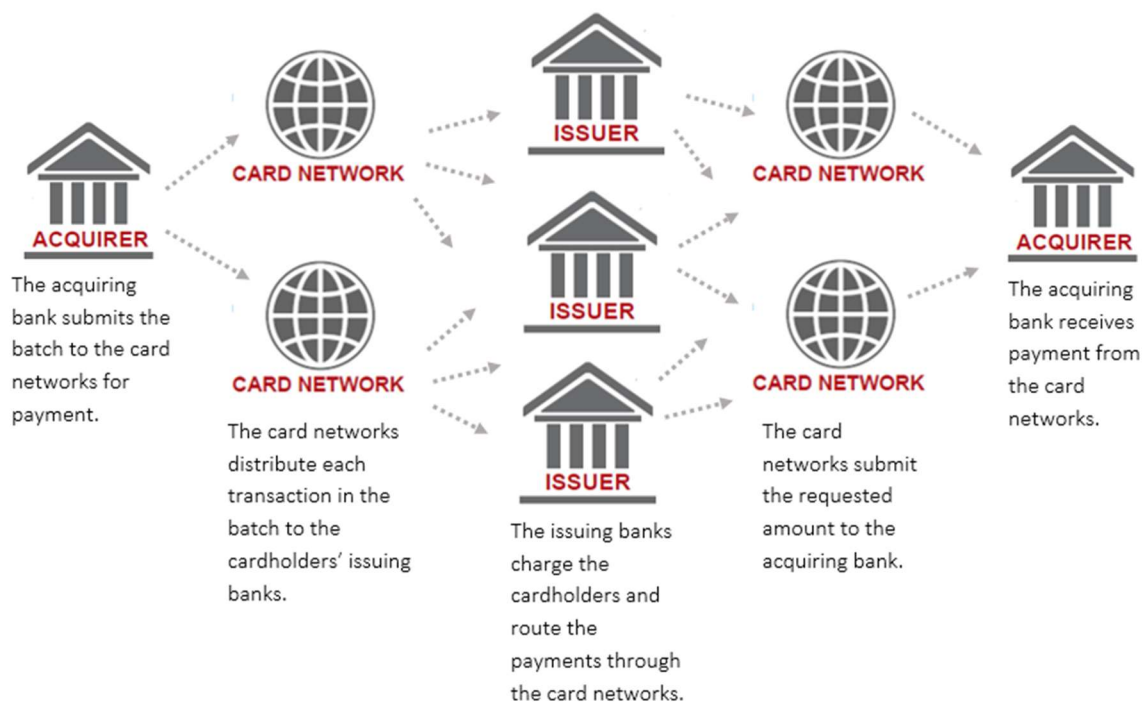 ACQUIRER
The acquiring
bank submits the
batch to the card
networks for
payment.
CARD NETWORK
CARD NETWORK
The card networks
distribute each
transaction in the
batch to the
cardholders’ issuing
banks.
ISSUER
ISSUER
ISSUER
The issuing banks
charge the
cardholders and
route the
payments through
the card networks.
CARD NETWORK
CARD NETWORK
The card
networks submit
the requested
amount to the
acquiring bank.
ACQUIRER
The acquiring
bank receives
payment from
the card
networks.